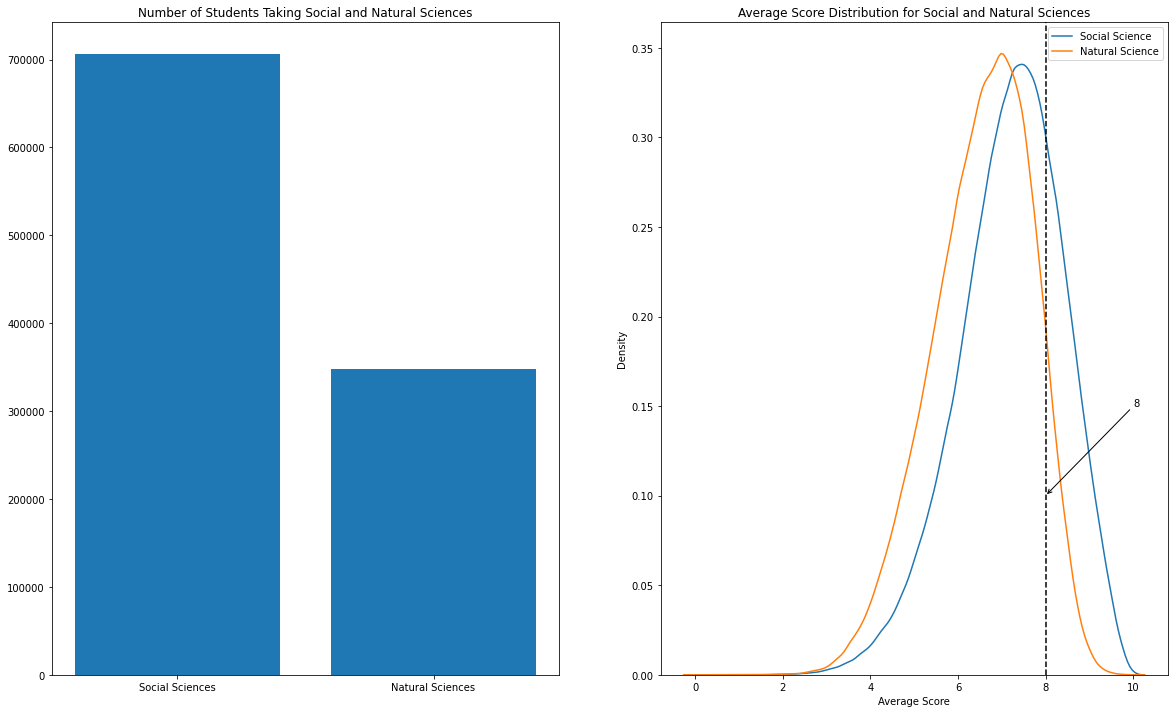 Number of Students Taking Social and Natural Sciences
700000
600000
500000
400000
300000
200000
100000
0
Social Sciences
Natural Sciences
Average Score Distribution for Social and Natural Sciences
Social Science
Natural Science
0.35
0.30
0.25
0.20
0.15
0.10
0.05
0.00
Density
8
0
2
4
6
8
10
Average Score